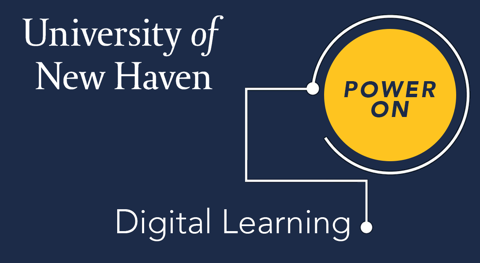 University of
New Haven
POWER
ON
Digital Learning